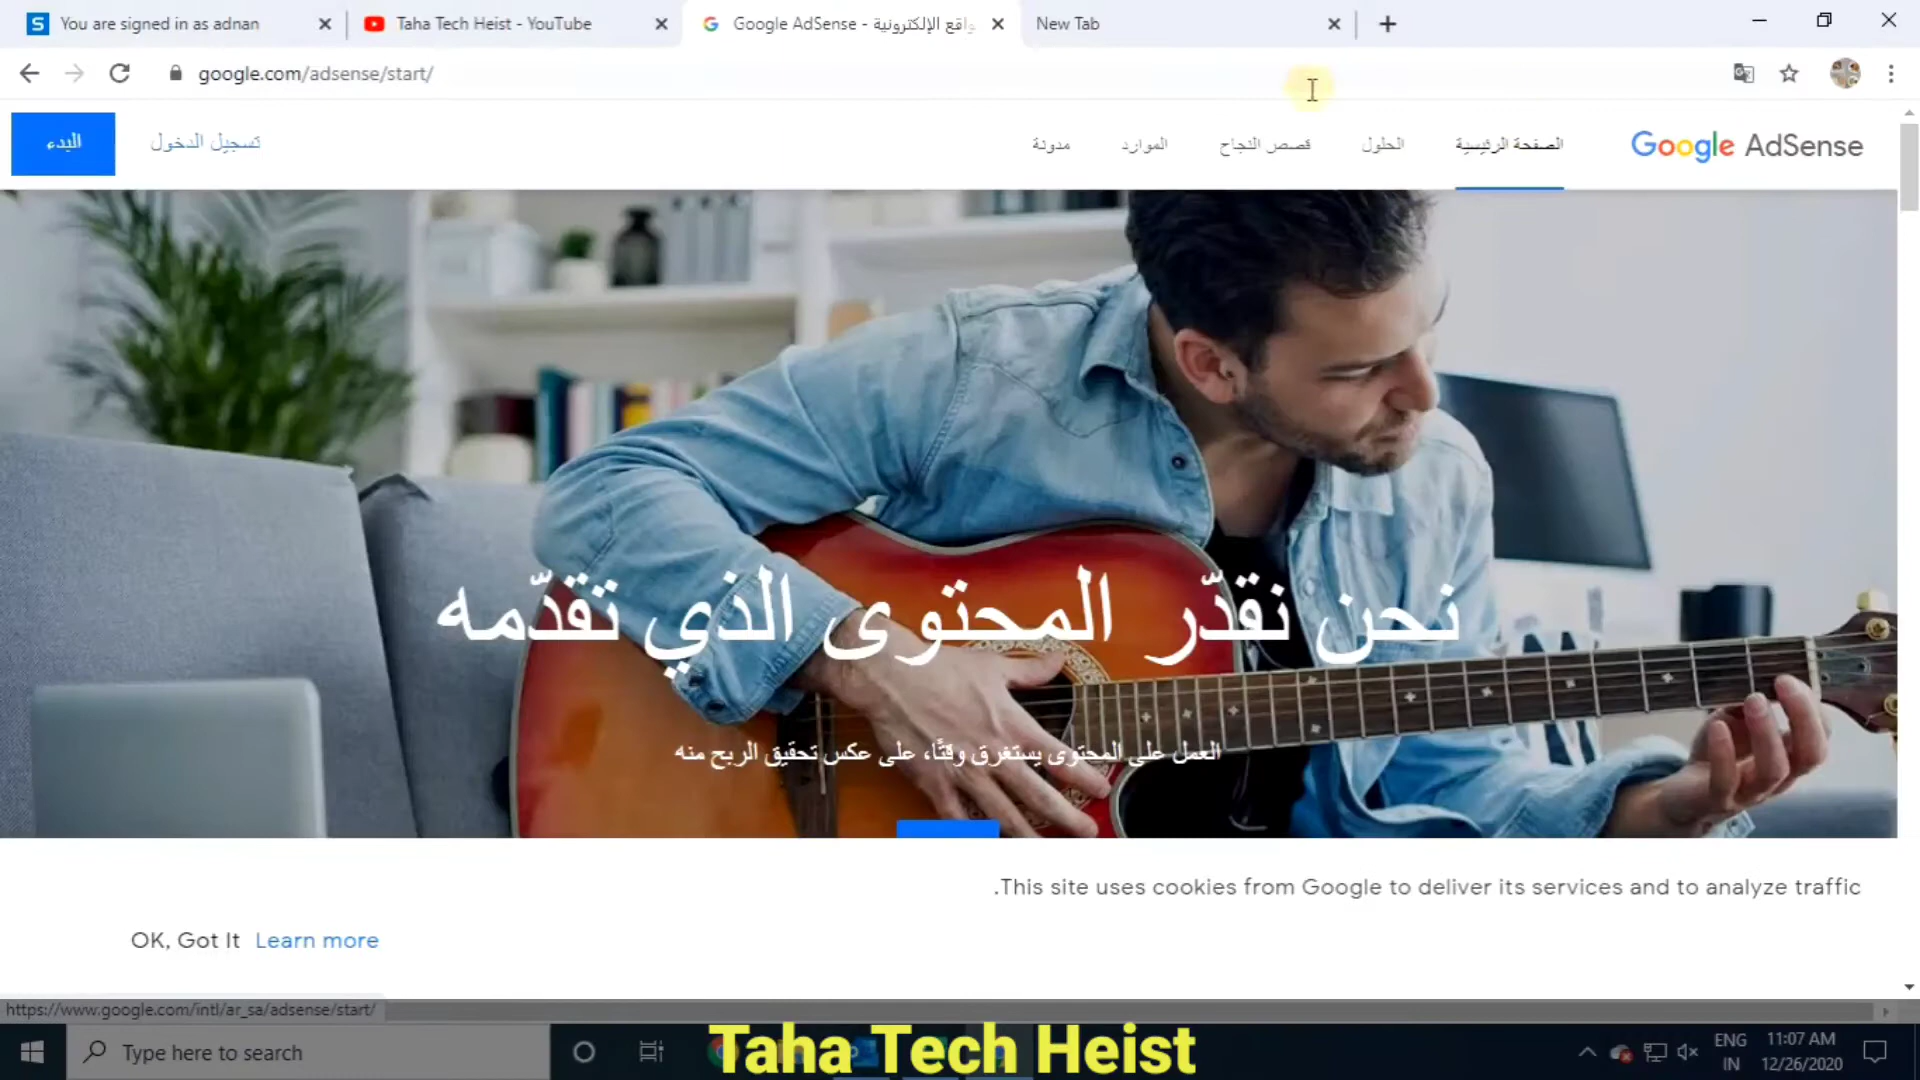 You are signed in as adnan
Taha Tech Heist - YouTube
Google AdSense - واقع الإلكترونية
New Tab
google.com/adsense/start/
Google AdSense
الصفحة الرئيسية
الحلول
قصص النجاح
الموارد
مدونة
تسجيل الدخول
البدء
نحن نقدّر المحتوى الذي تقدّمه
العمل على المحتوى يستغرق وقتًا، على عكس تحقيق الربح منه
.This site uses cookies from Google to deliver its services and to analyze traffic
OK, Got It Learn more
https://www.google.com/intl/ar_sa/adsense/start/
Type here to search
Taha Tech Heist
ENG
IN
11:07 AM
12/26/2020